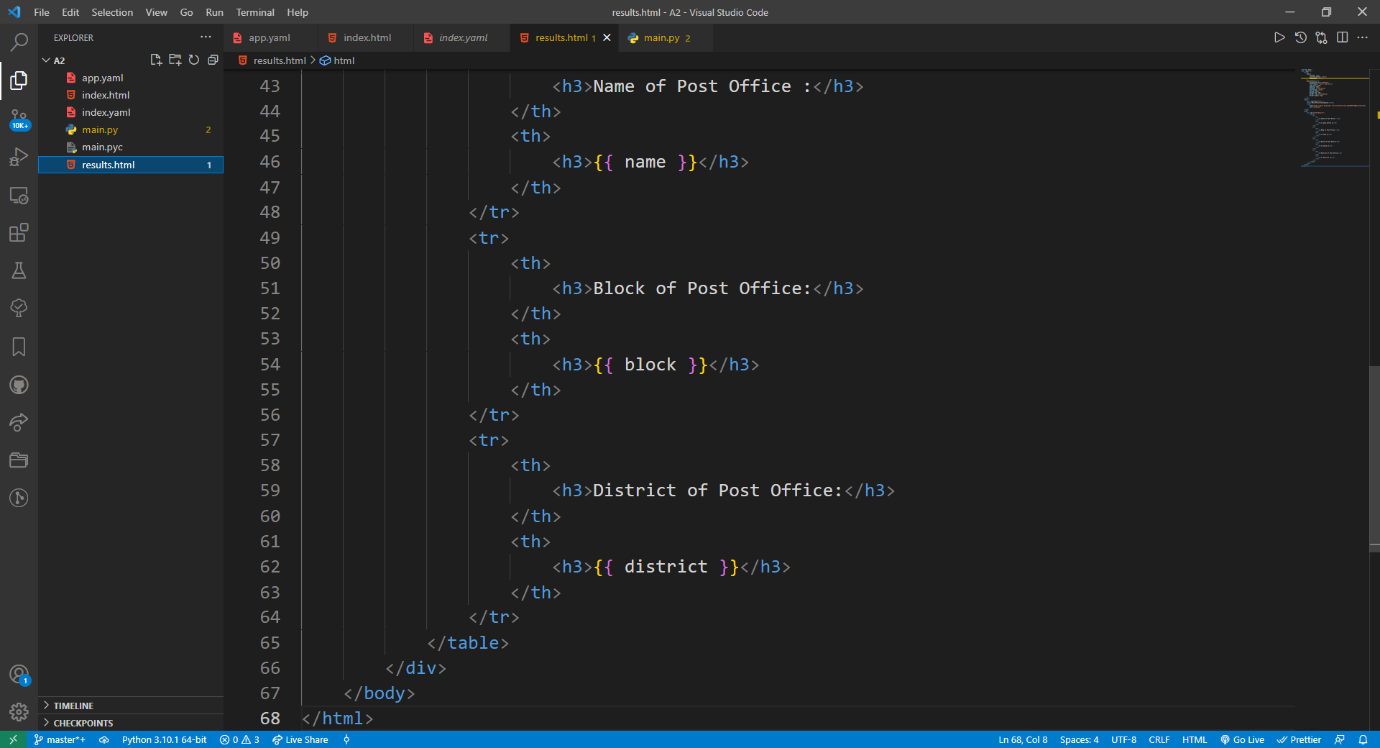 File Edit Selection View Go Run Terminal Help results.html - A2 - Visual Studio Code
EXPLORER
app.yaml index.html index.yaml results.html 1 main.py 2
A2
results.html html
app.yaml
index.html
index.yaml
main.py 2
main.pyc
results.html 1
10K+
43 <h3>Name of Post Office :</h3>
44 </th>
45 <th>
46 <h3>{{ name }}</h3>
47 </th>
48 </tr>
49 <tr>
50 <th>
51 <h3>Block of Post Office:</h3>
52 </th>
53 <th>
54 <h3>{{ block }}</h3>
55 </th>
56 </tr>
57 <tr>
58 <th>
59 <h3>District of Post Office:</h3>
60 </th>
61 <th>
62 <h3>{{ district }}</h3>
63 </th>
64 </tr>
65 </table>
66 </div>
67 </body>
68 </html>
1
TIMELINE
CHECKPOINTS
master*+ Python 3.10.1 64-bit 0 3 Live Share Ln 68, Col 8 Spaces: 4 UTF-8 CRLF HTML Go Live Prettier